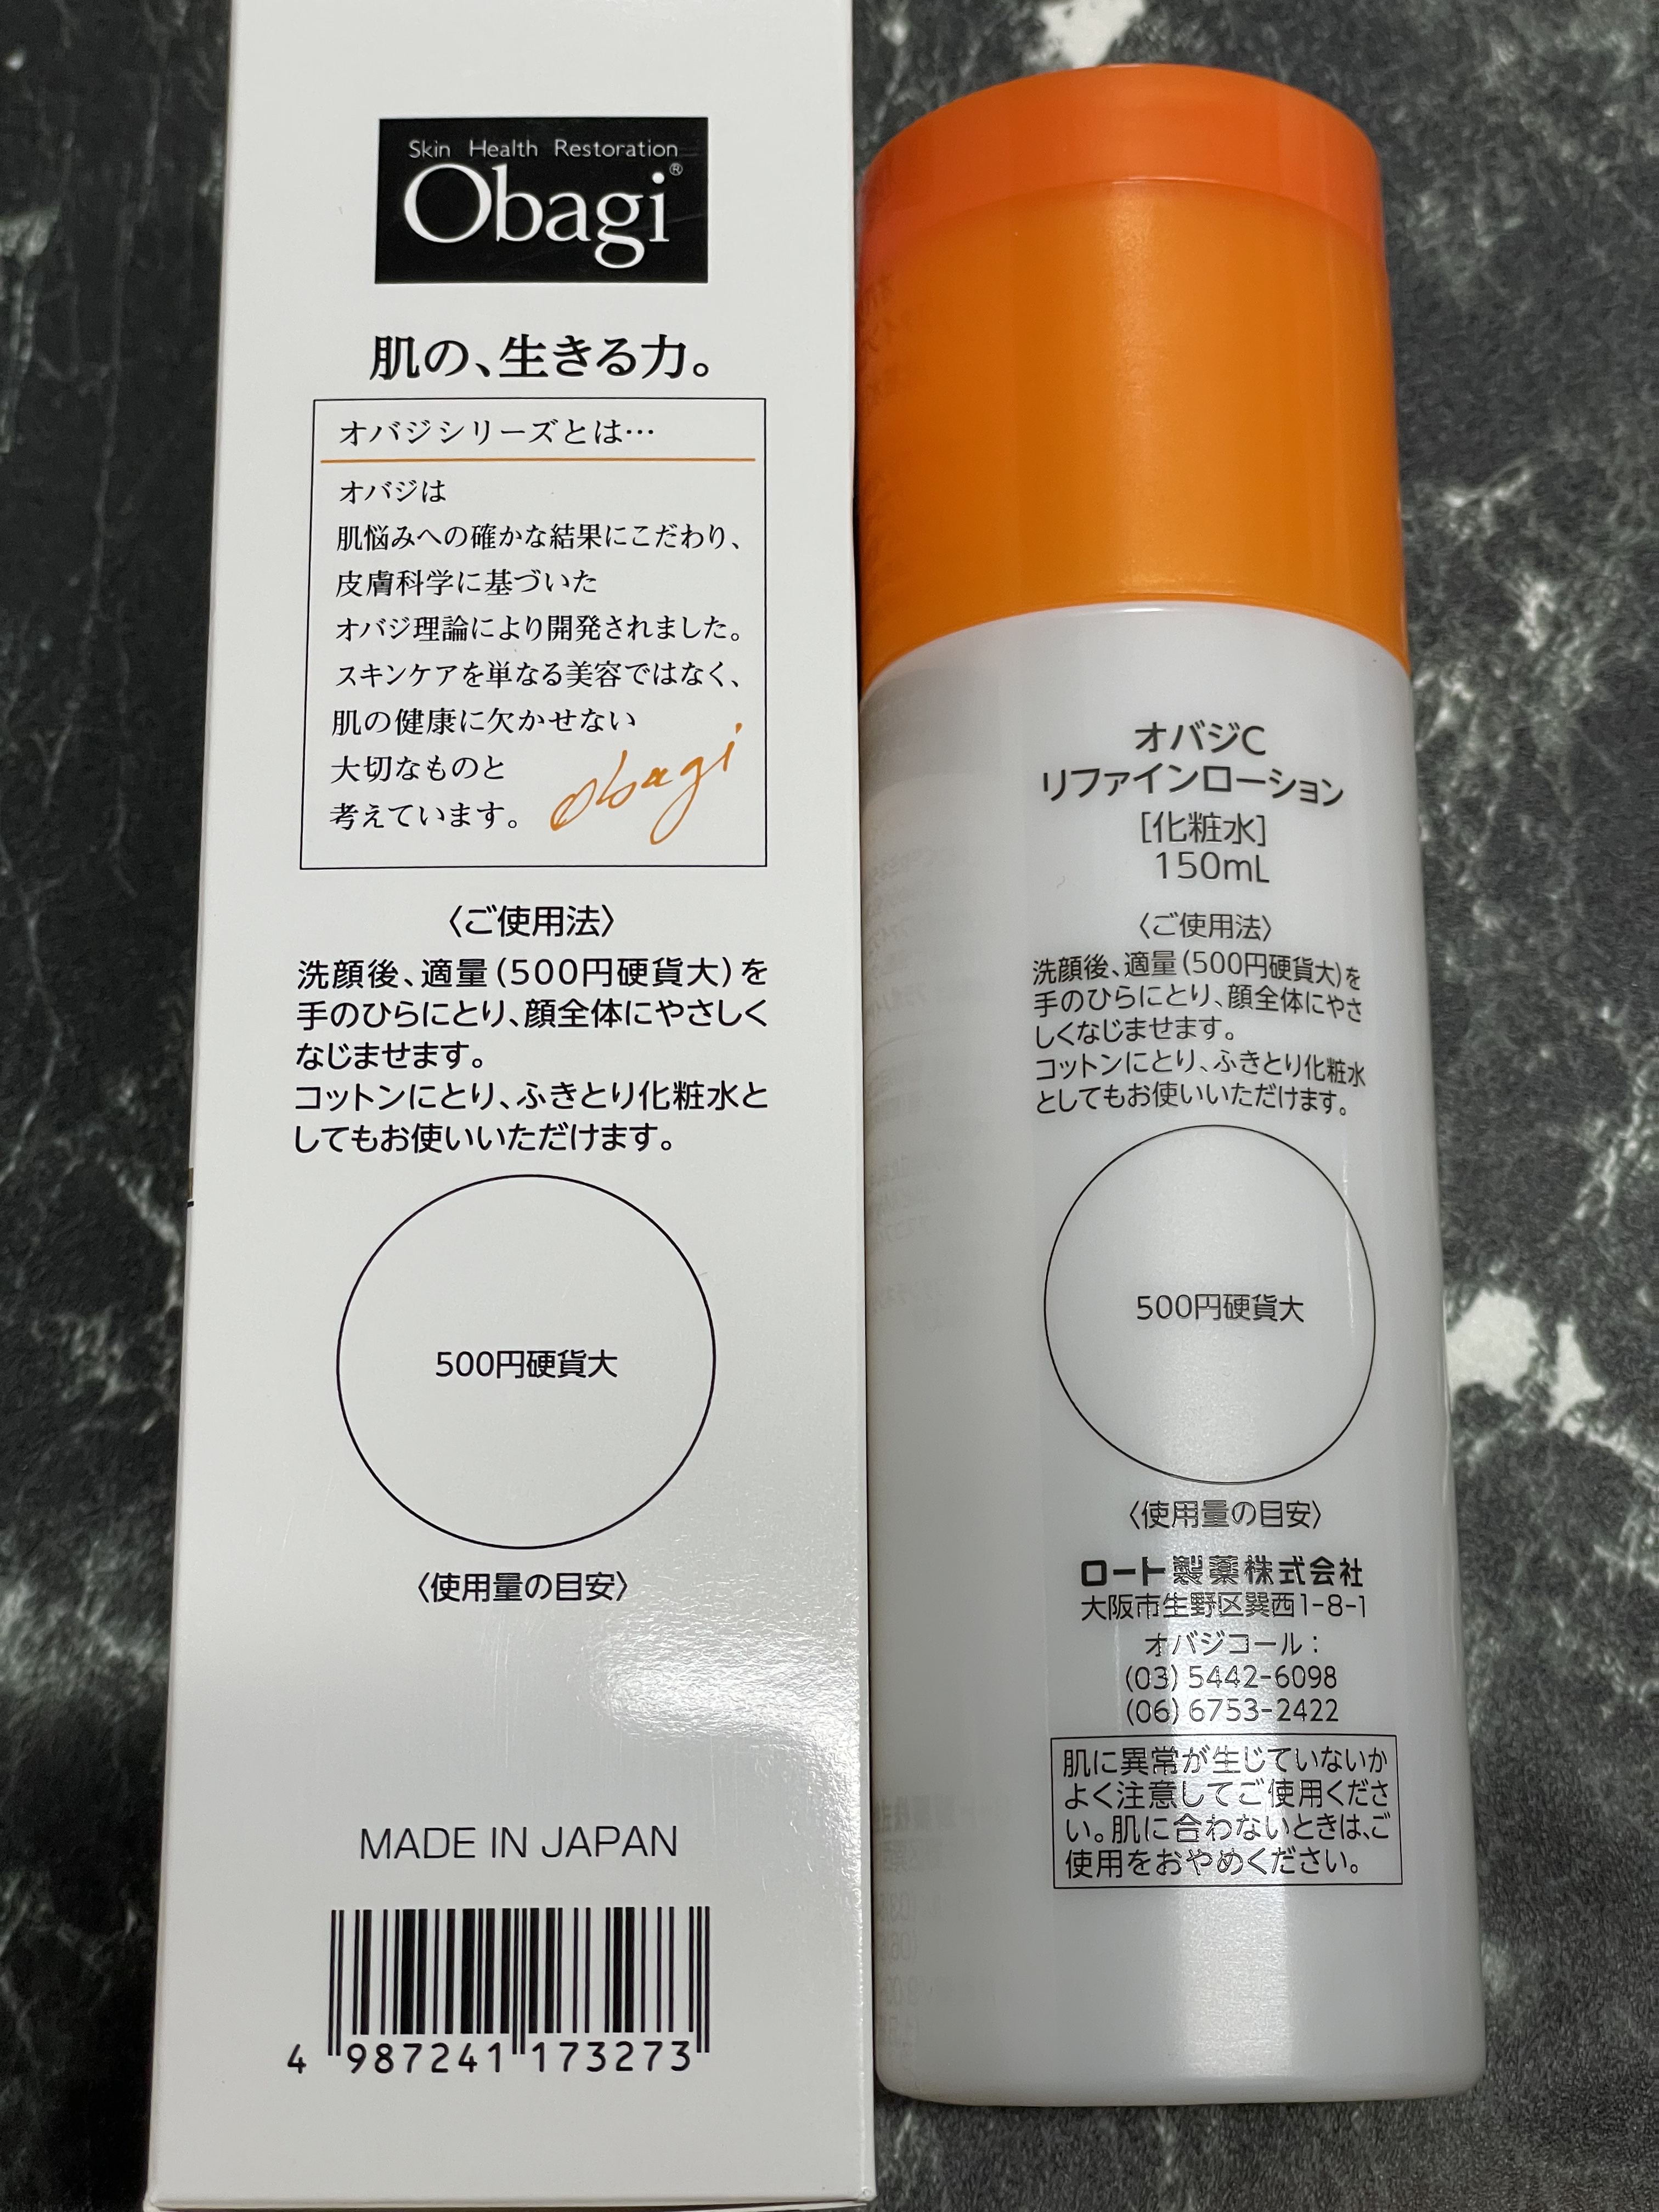 Skin Health Restoration
Obagi®
肌の、生きる力。
オバジシリーズとは…
オバジは
肌悩みへの確かな結果にこだわり、
皮膚科学に基づいた
オバジ理論により開発されました。
スキンケアを単なる美容ではなく、
肌の健康に欠かせない
大切なものと
考えています。
Obagi
〈ご使用法〉
洗顔後、適量(500円硬貨大)を
手のひらにとり、顔全体にやさしく
なじませます。
コットンにとり、ふきとり化粧水と
してもお使いいただけます。
500円硬貨大
〈使用量の目安〉
MADE IN JAPAN
4 987241 173273
オバジC
リファインローション
[化粧水]
150mL
〈ご使用法〉
洗顔後、適量(500円硬貨大)を
手のひらにとり、顔全体にやさ
しくなじませます。
コットンにとり、ふきとり化粧水
としてもお使いいただけます。
500円硬貨大
〈使用量の目安〉
ロート製薬株式会社
大阪市生野区巽西1-8-1
オバジコール：
(03)5442-6098
(06)6753-2422
肌に異常が生じていないか
よく注意してご使用くださ
い。肌に合わないときは、ご
使用をおやめください。